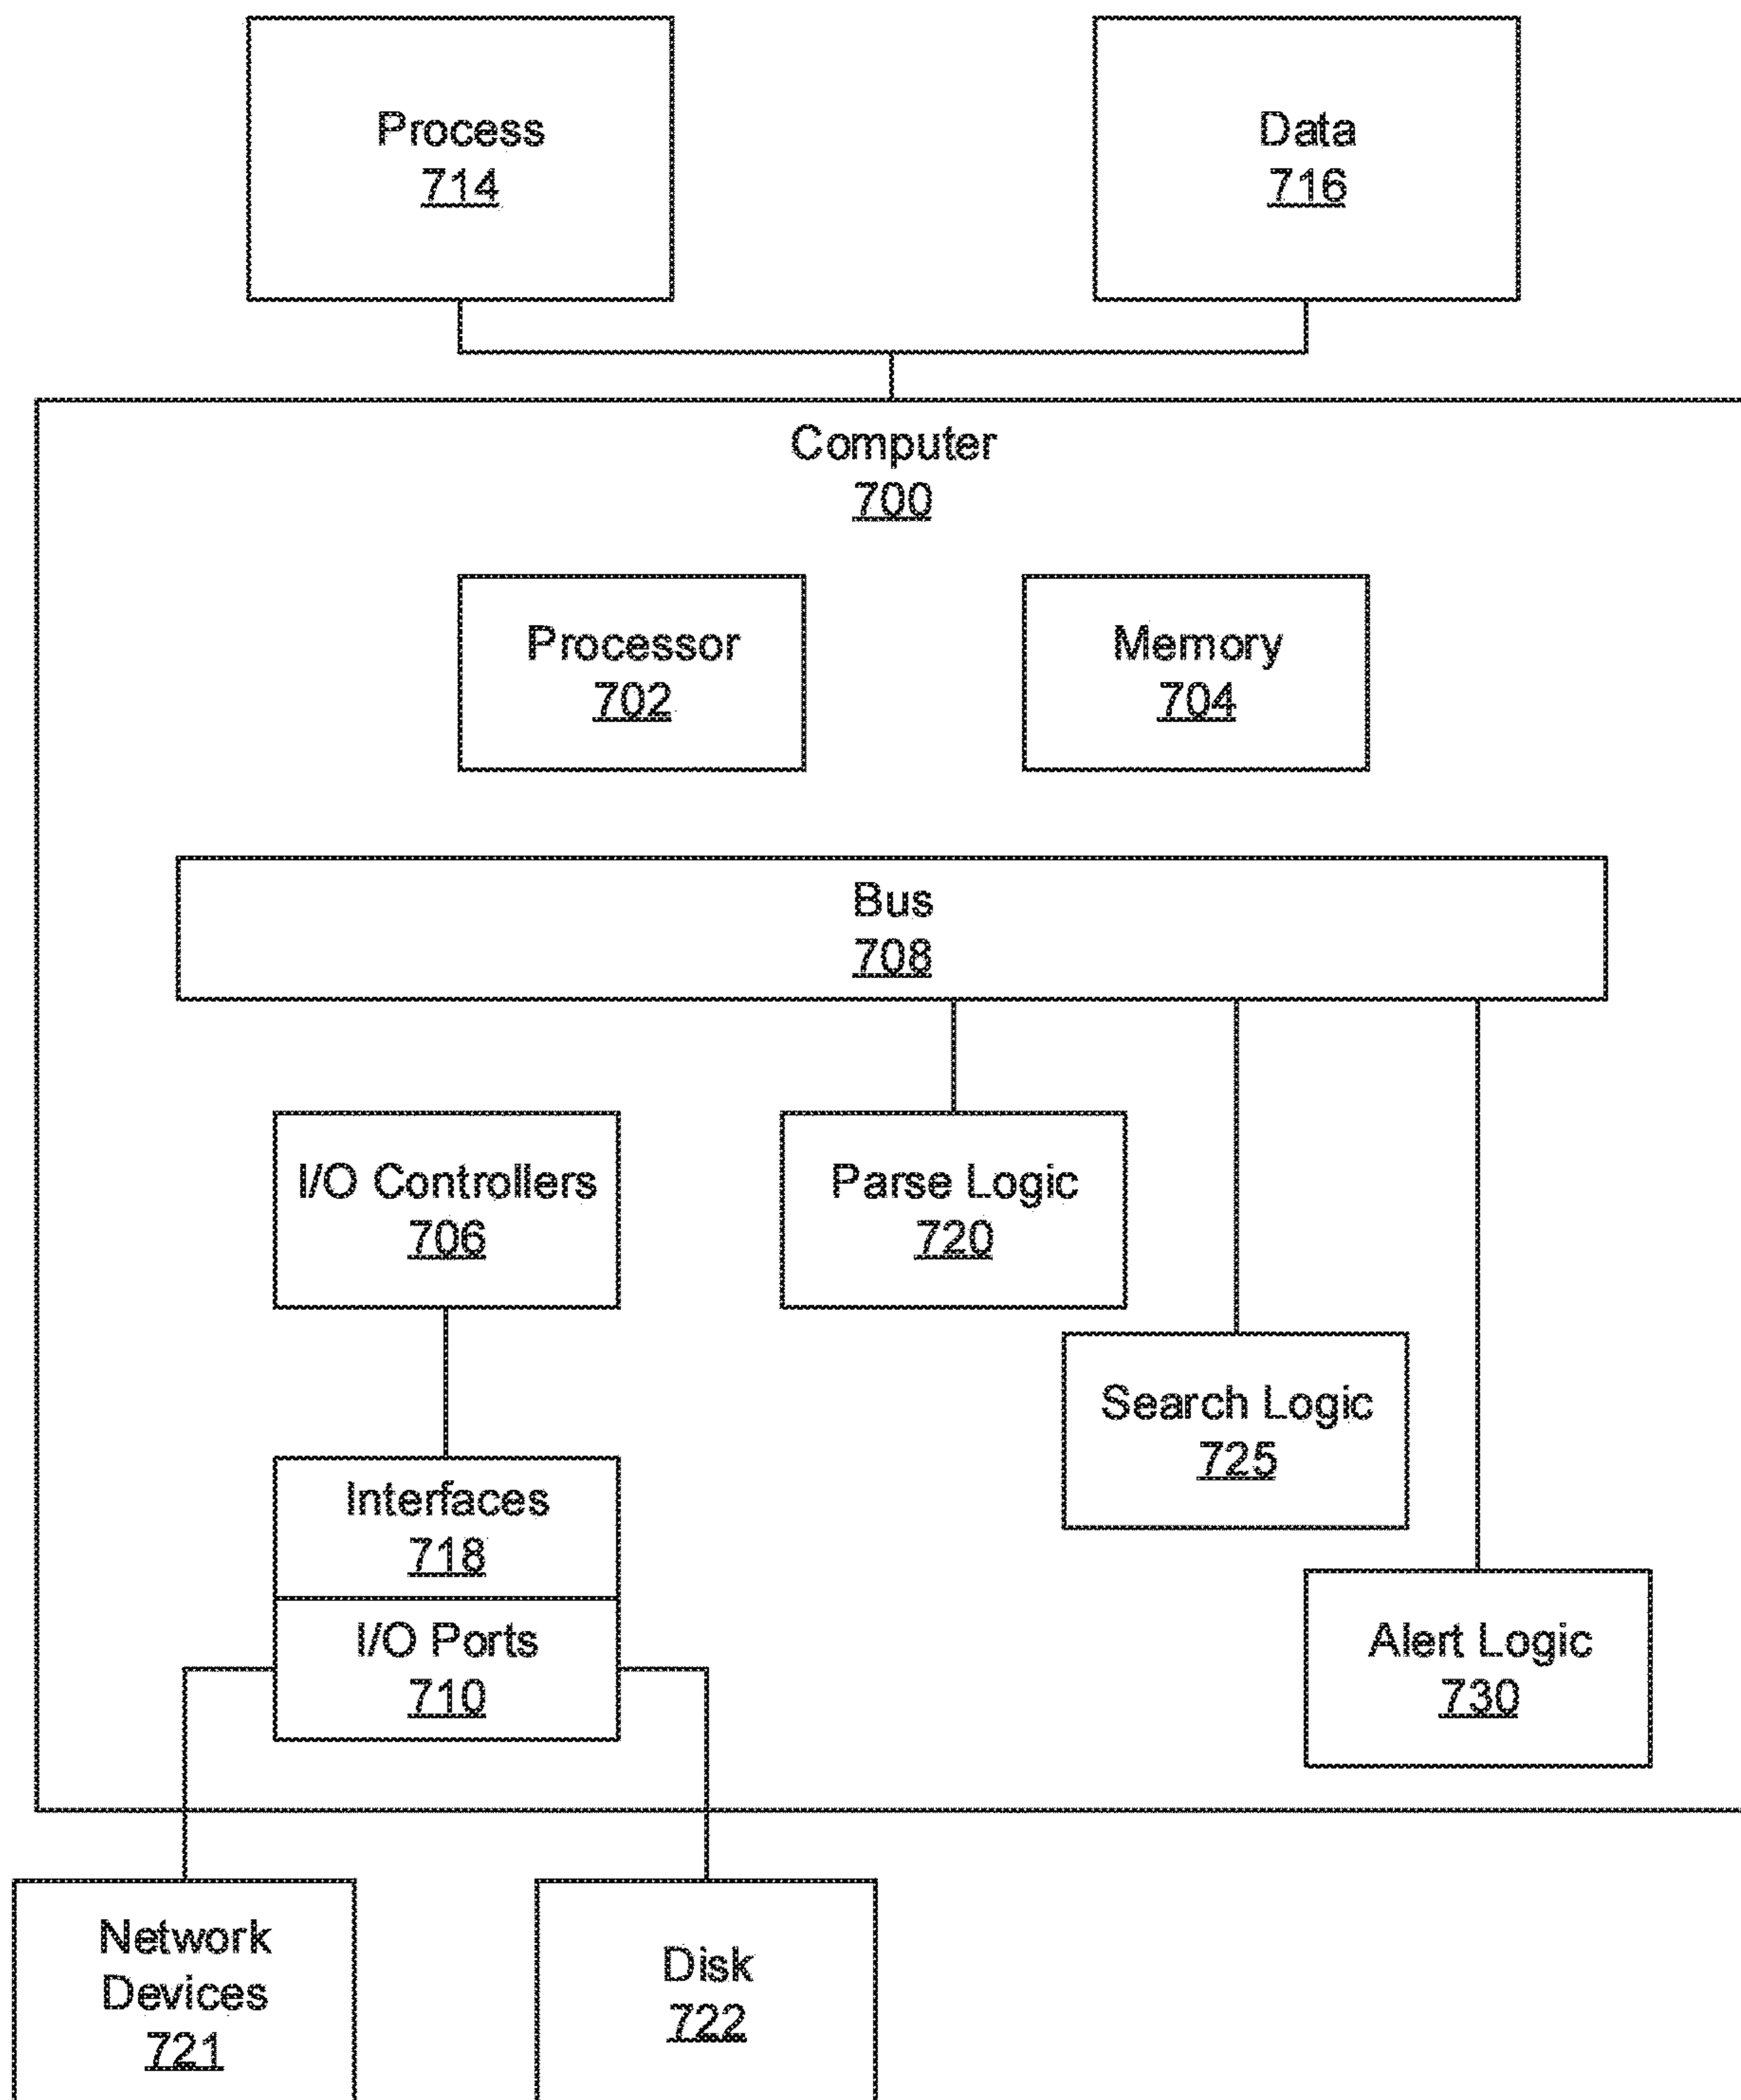 Process
714
Data
716
Computer
700
Processor
702
Memory
704
Bus
708
I/O Controllers
706
Parse Logic
720
Search Logic
725
Interfaces
718
I/O Ports
710
Alert Logic
730
Network
Devices
721
Disk
722